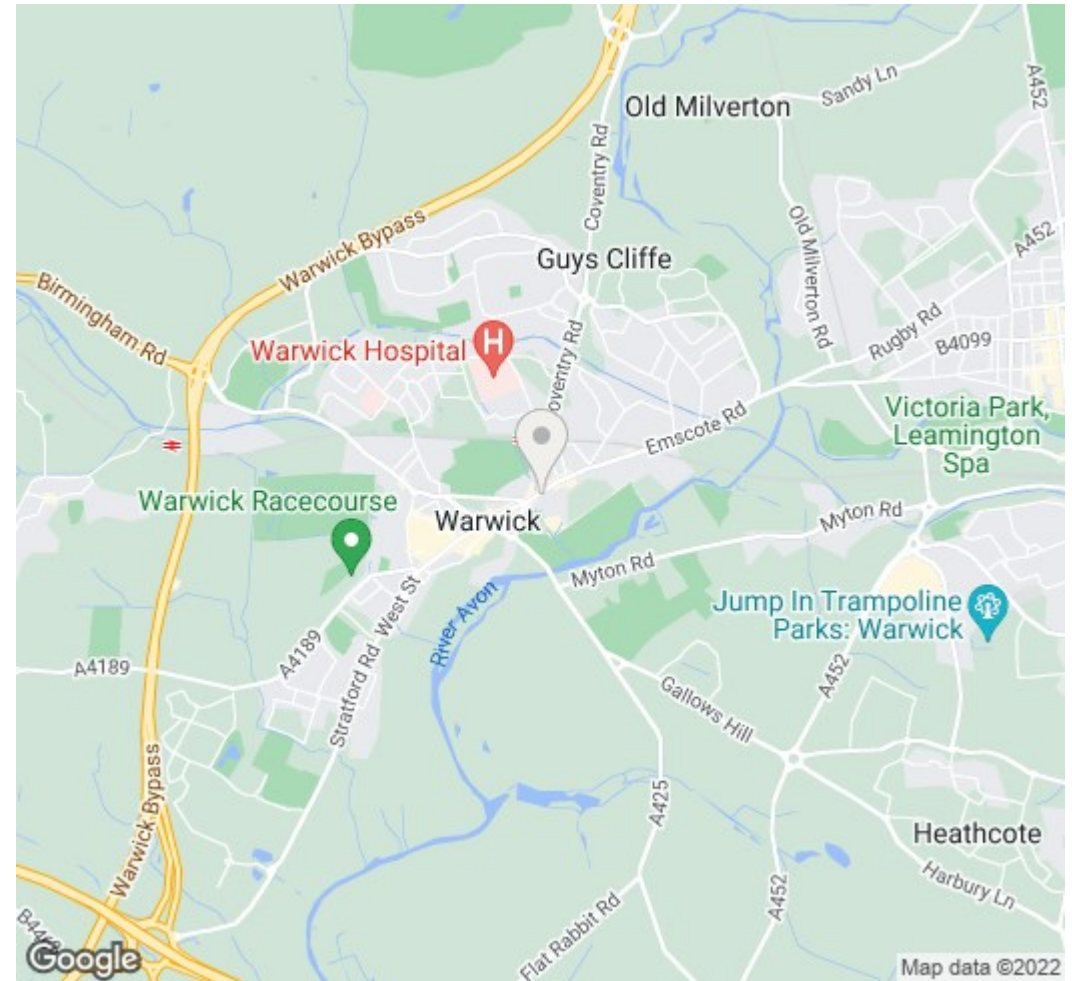 Sandy Ln
A452
Old Milverton
Coventry Rd
Old Milverton Rd
A452
Warwick Bypass
Guys Cliffe
Birmingham Rd
Rugby Rd
B4099
Warwick Hospital
H
oventry Rd
Emscote Rd
Victoria Park,
Leamington
Spa
Warwick Racecourse
Warwick
Myton Rd
Myton Rd
River Avon
West St
Jump In Trampoline
Parks: Warwick
A4189
A4189
Stratford Rd
A452
Gallows Hill
Warwick Bypass
A425
Heathcote
Harbury Ln
A452
Flat Rabbit Rd
Google
Map data ©2022